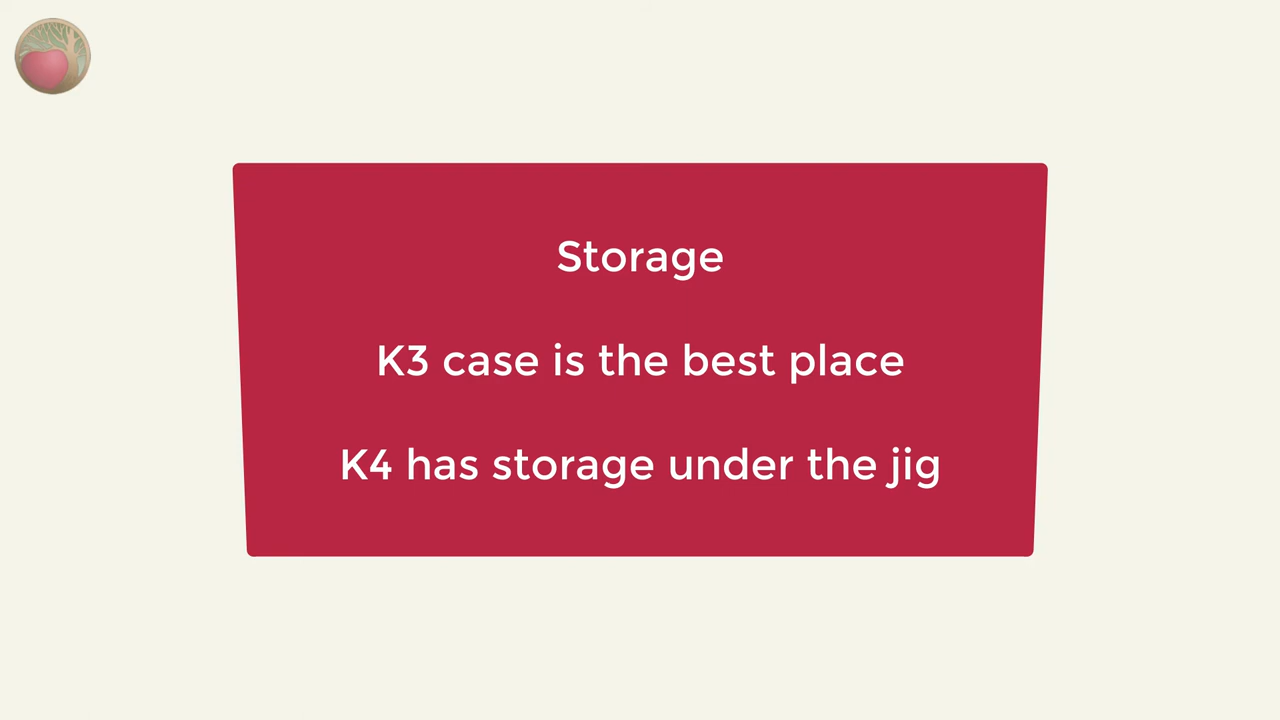 Storage
K3 case is the best place
K4 has storage under the jig